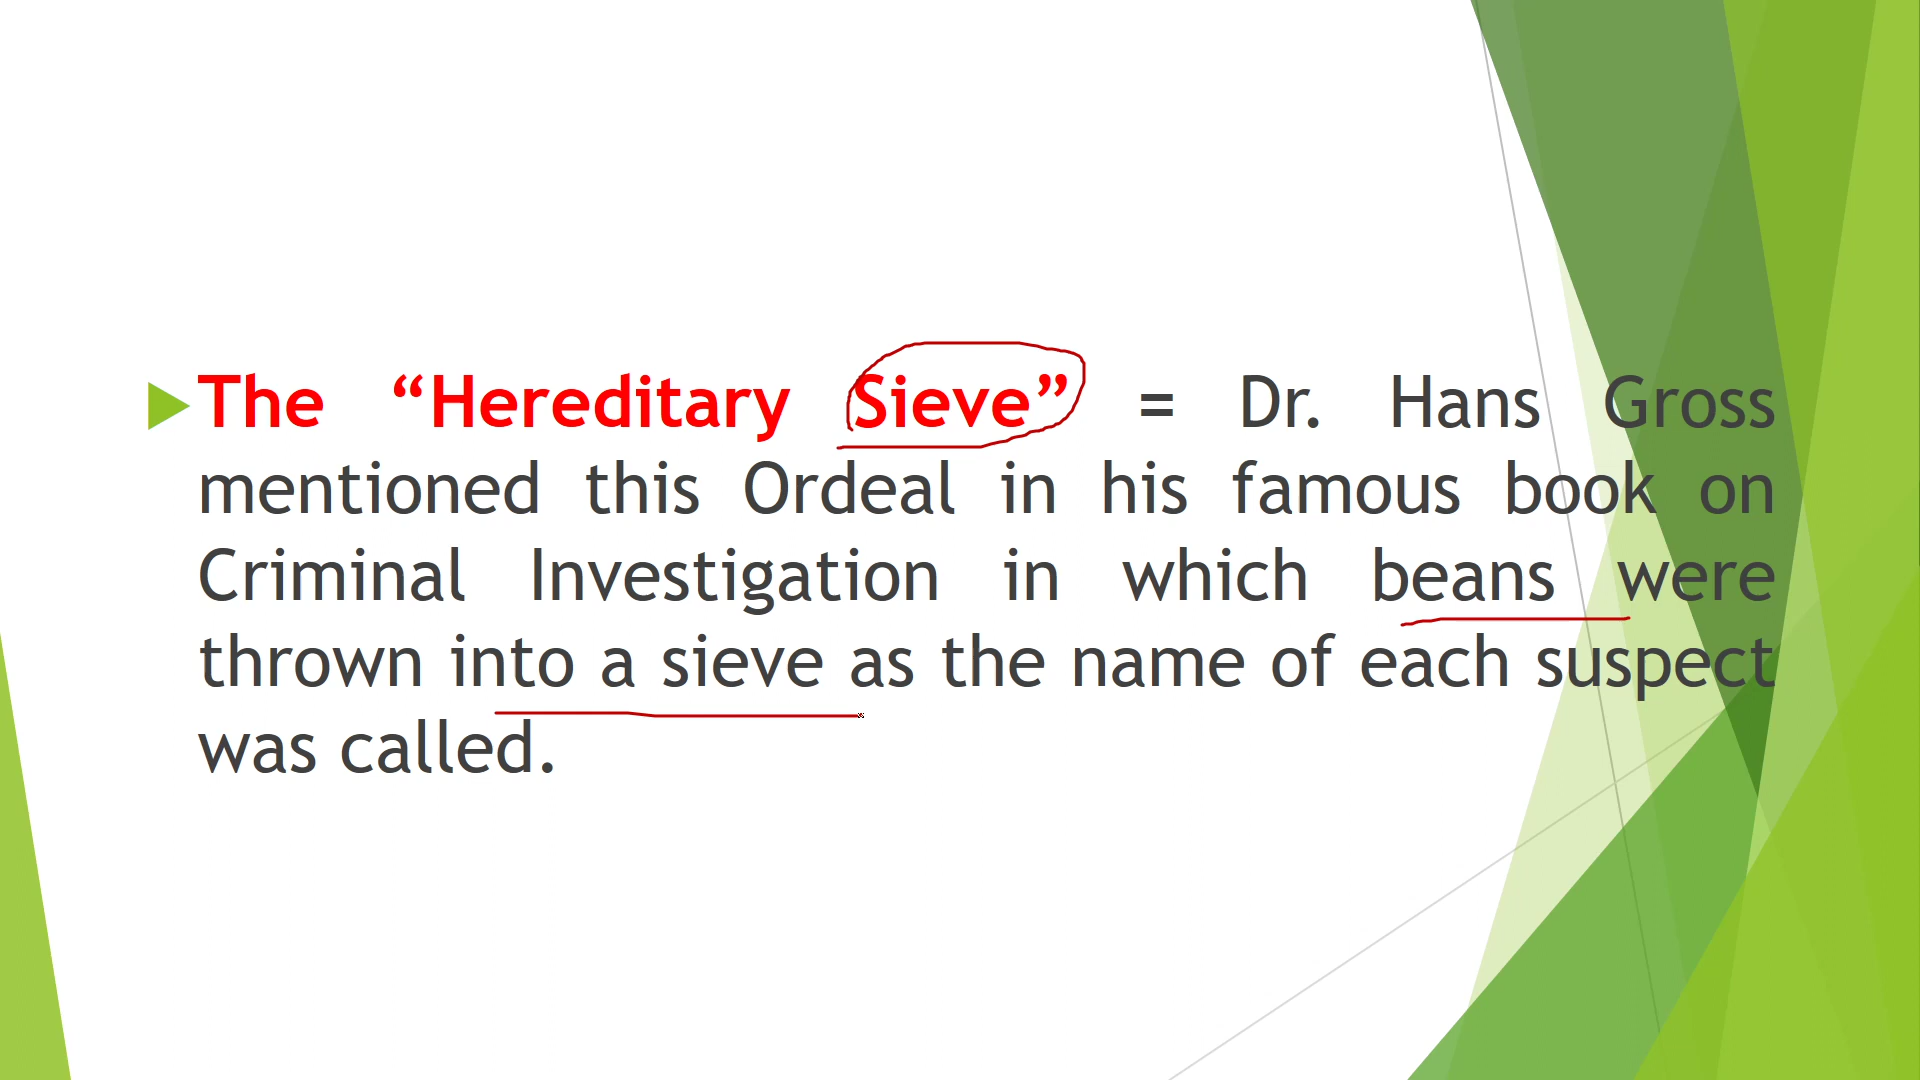 The “Hereditary Sieve” = Dr. Hans Gross
mentioned this Ordeal in his famous book on
Criminal Investigation in which beans were
thrown into a sieve as the name of each suspect
was called.